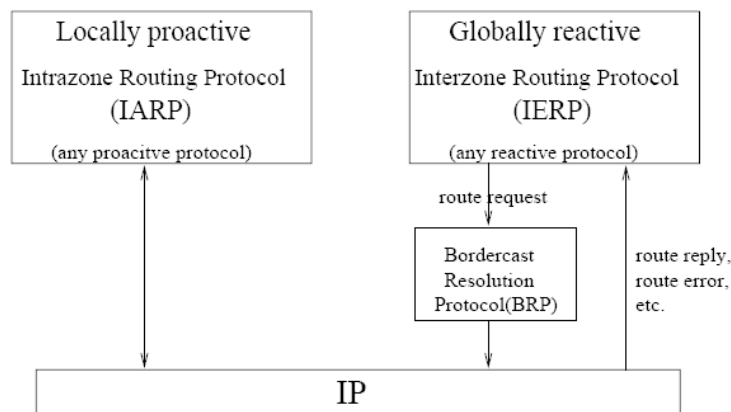 Locally proactive
Intrazone Routing Protocol
(IARP)
(any proacitve protocol)
Globally reactive
Interzone Routing Protocol
(IERP)
(any reactive protocol)
route request
Bordercast
Resolution
Protocol(BRP)
route reply,
route error,
etc.
IP